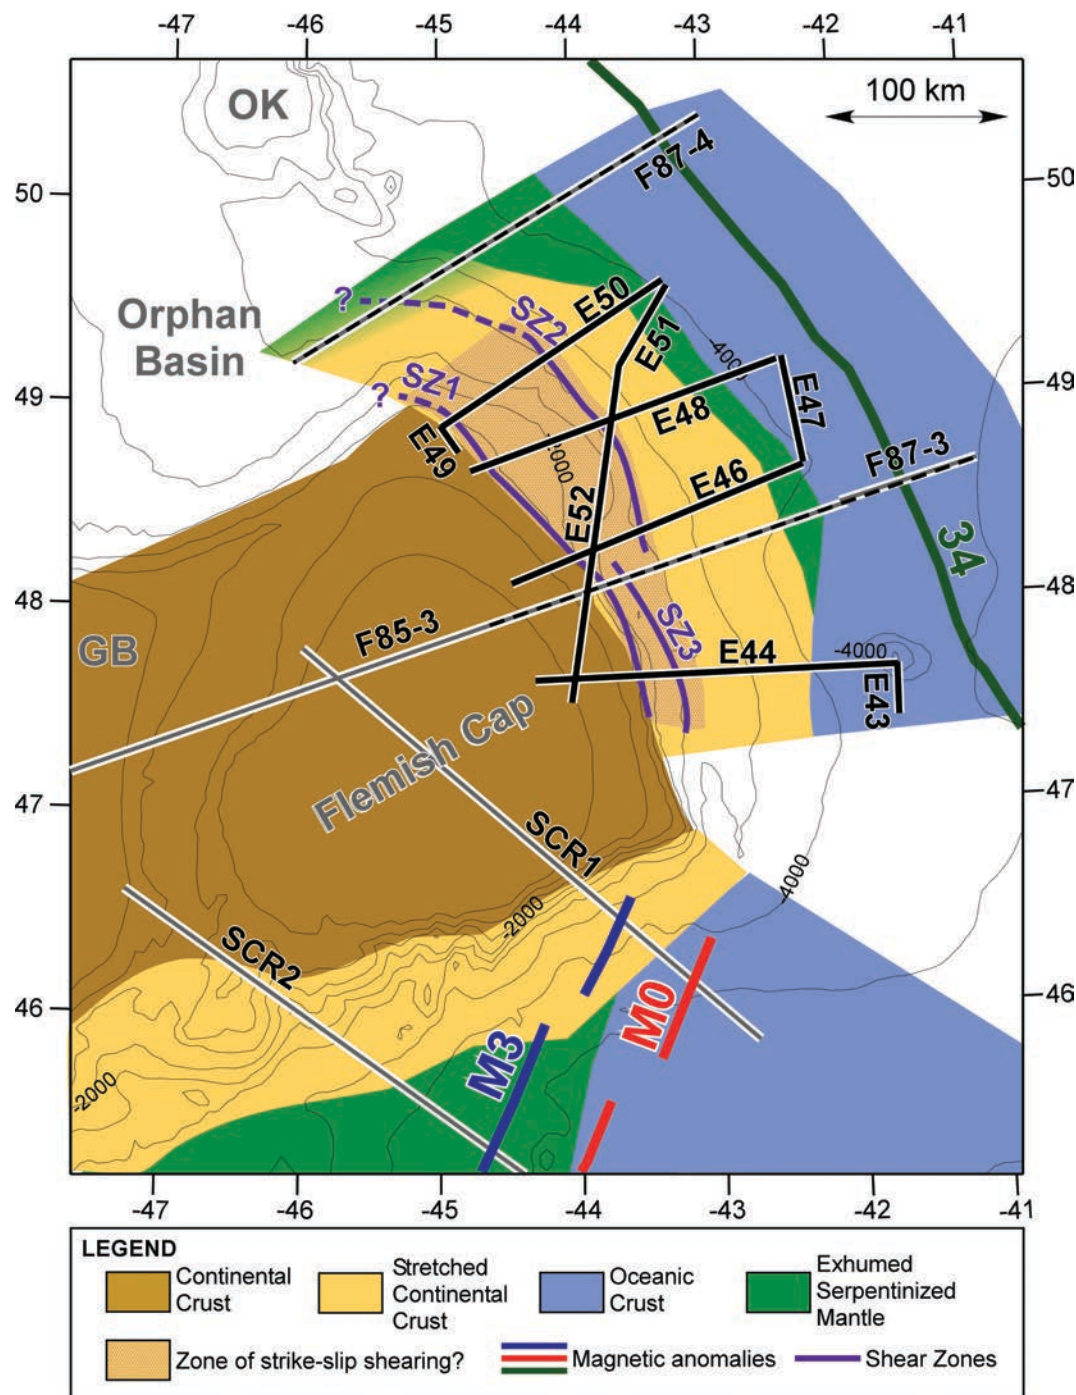 -47 -46 -45 -44 -43 -42 -41
OK
100 km
F87-4
50
50
?
E50
SZ2
Orphan
Basin
E51
-4000
SZ1
?
49
49
E48
E47
E49
F87-3
E46
E52
34
48
48
F85-3
GB
SZ3
E44
-4000
E43
Flemish Cap
47
47
SCR1
-4000
-2000
SCR2
46
46
M0
M3
-2000
-47 -46 -45 -44 -43 -42 -41
LEGEND
Continental
Crust
Stretched
Continental
Crust
Oceanic
Crust
Exhumed
Serpentinized
Mantle
Zone of strike-slip shearing?
Magnetic anomalies
Shear Zones